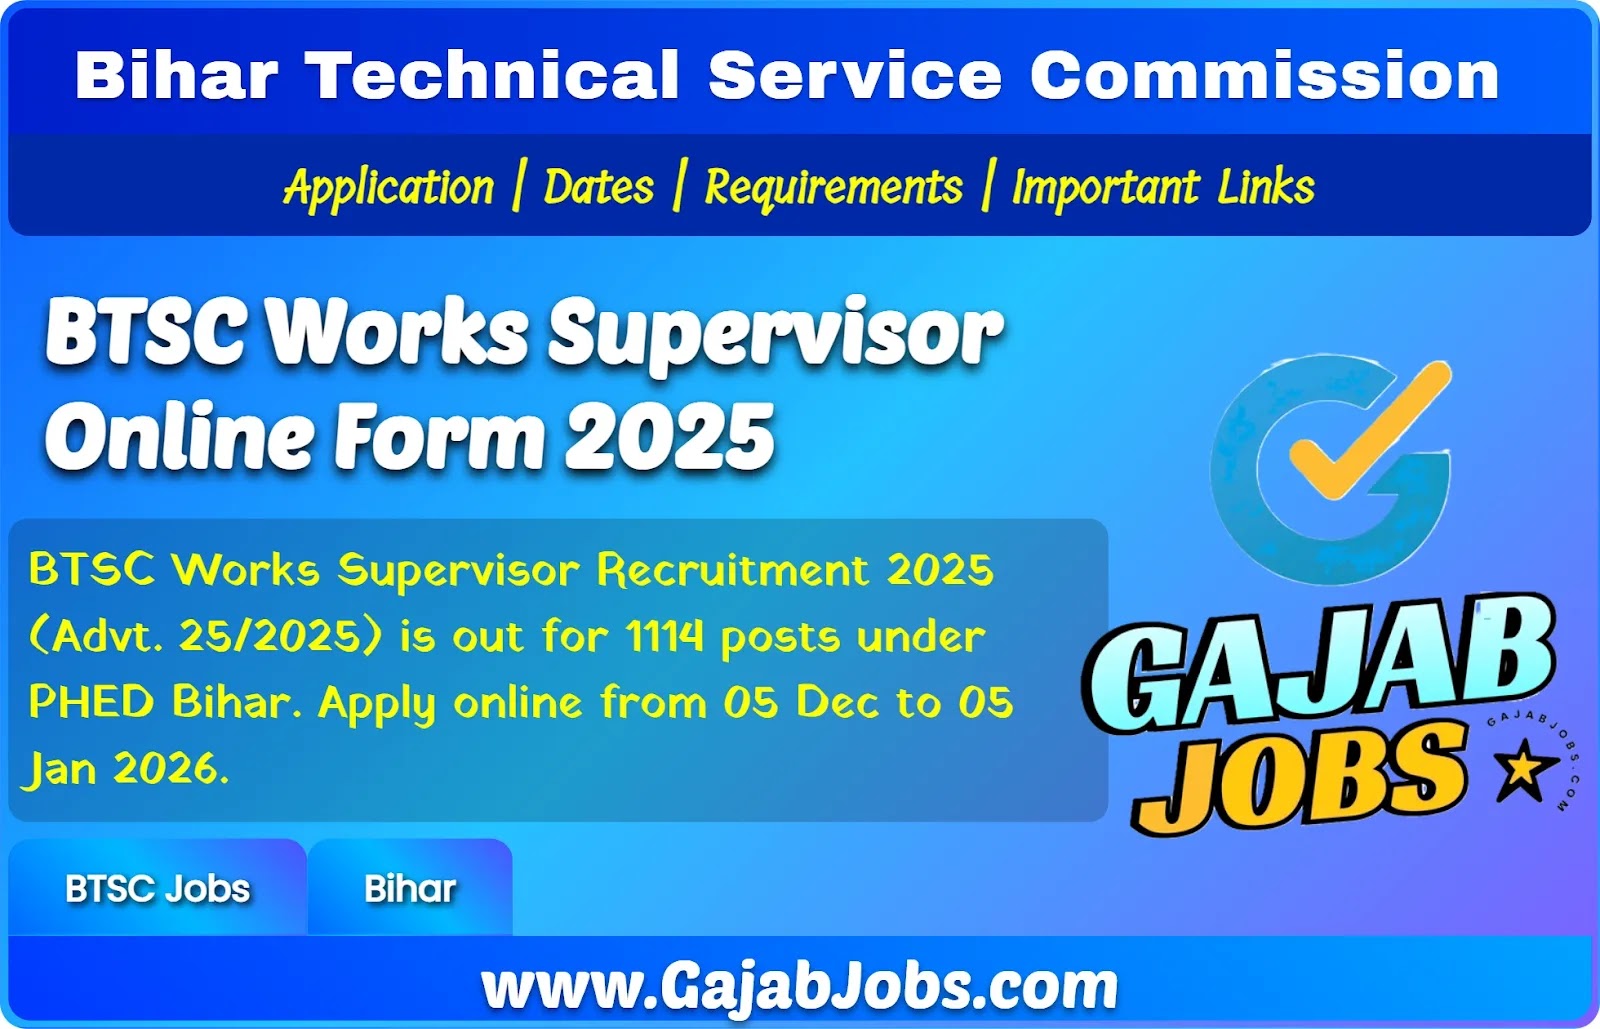 Bihar Technical Service Commission
Application | Dates | Requirements | Important Links
BTSC Works Supervisor
Online Form 2025
BTSC Works Supervisor Recruitment 2025
(Advt. 25/2025) is out for 1114 posts under
PHED Bihar. Apply online from 05 Dec to 05
Jan 2026.
GAJAB
JOBS
GAJABJOBS.COM
BTSC Jobs
Bihar
www.GajabJobs.com